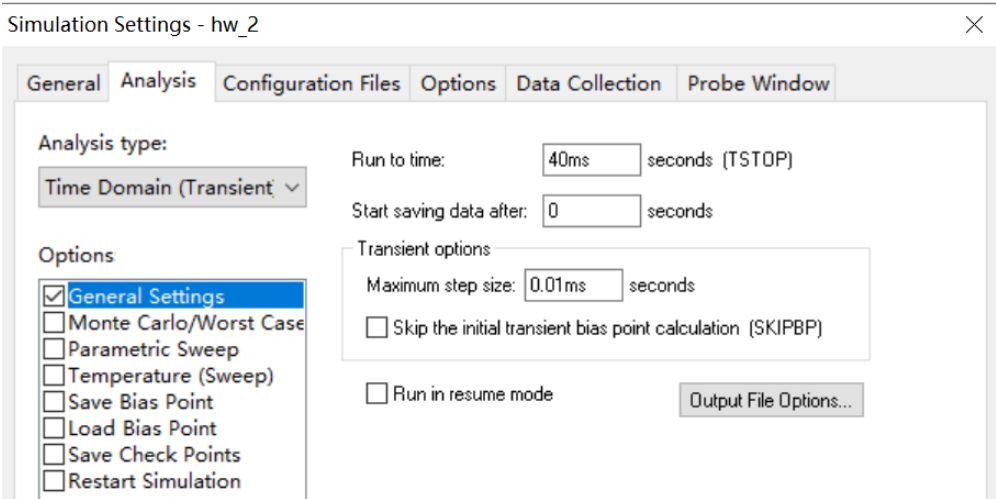 Simulation Settings - hw_2
General Analysis Configuration Files Options Data Collection Probe Window
Analysis type:
Time Domain (Transient)
Options:
General Settings
Monte Carlo/Worst Case
Parametric Sweep
Temperature (Sweep)
Save Bias Point
Load Bias Point
Save Check Points
Restart Simulation
Run to time: 40ms seconds (TSTOP)
Start saving data after: 0 seconds
Transient options
Maximum step size: 0.01ms seconds
Skip the initial transient bias point calculation (SKIPBP)
Run in resume mode
Output File Options...